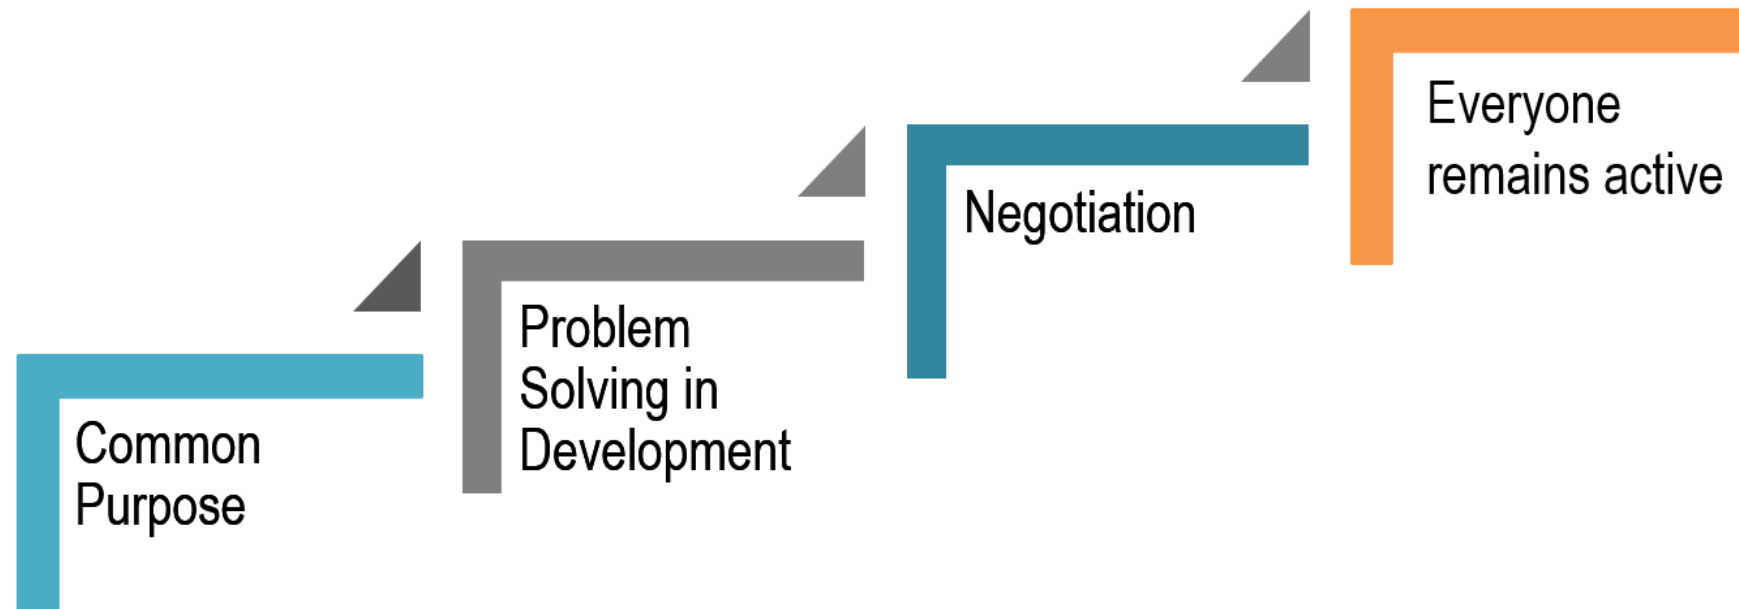 Common
Purpose
Problem
Solving in
Development
Negotiation
Everyone
remains active